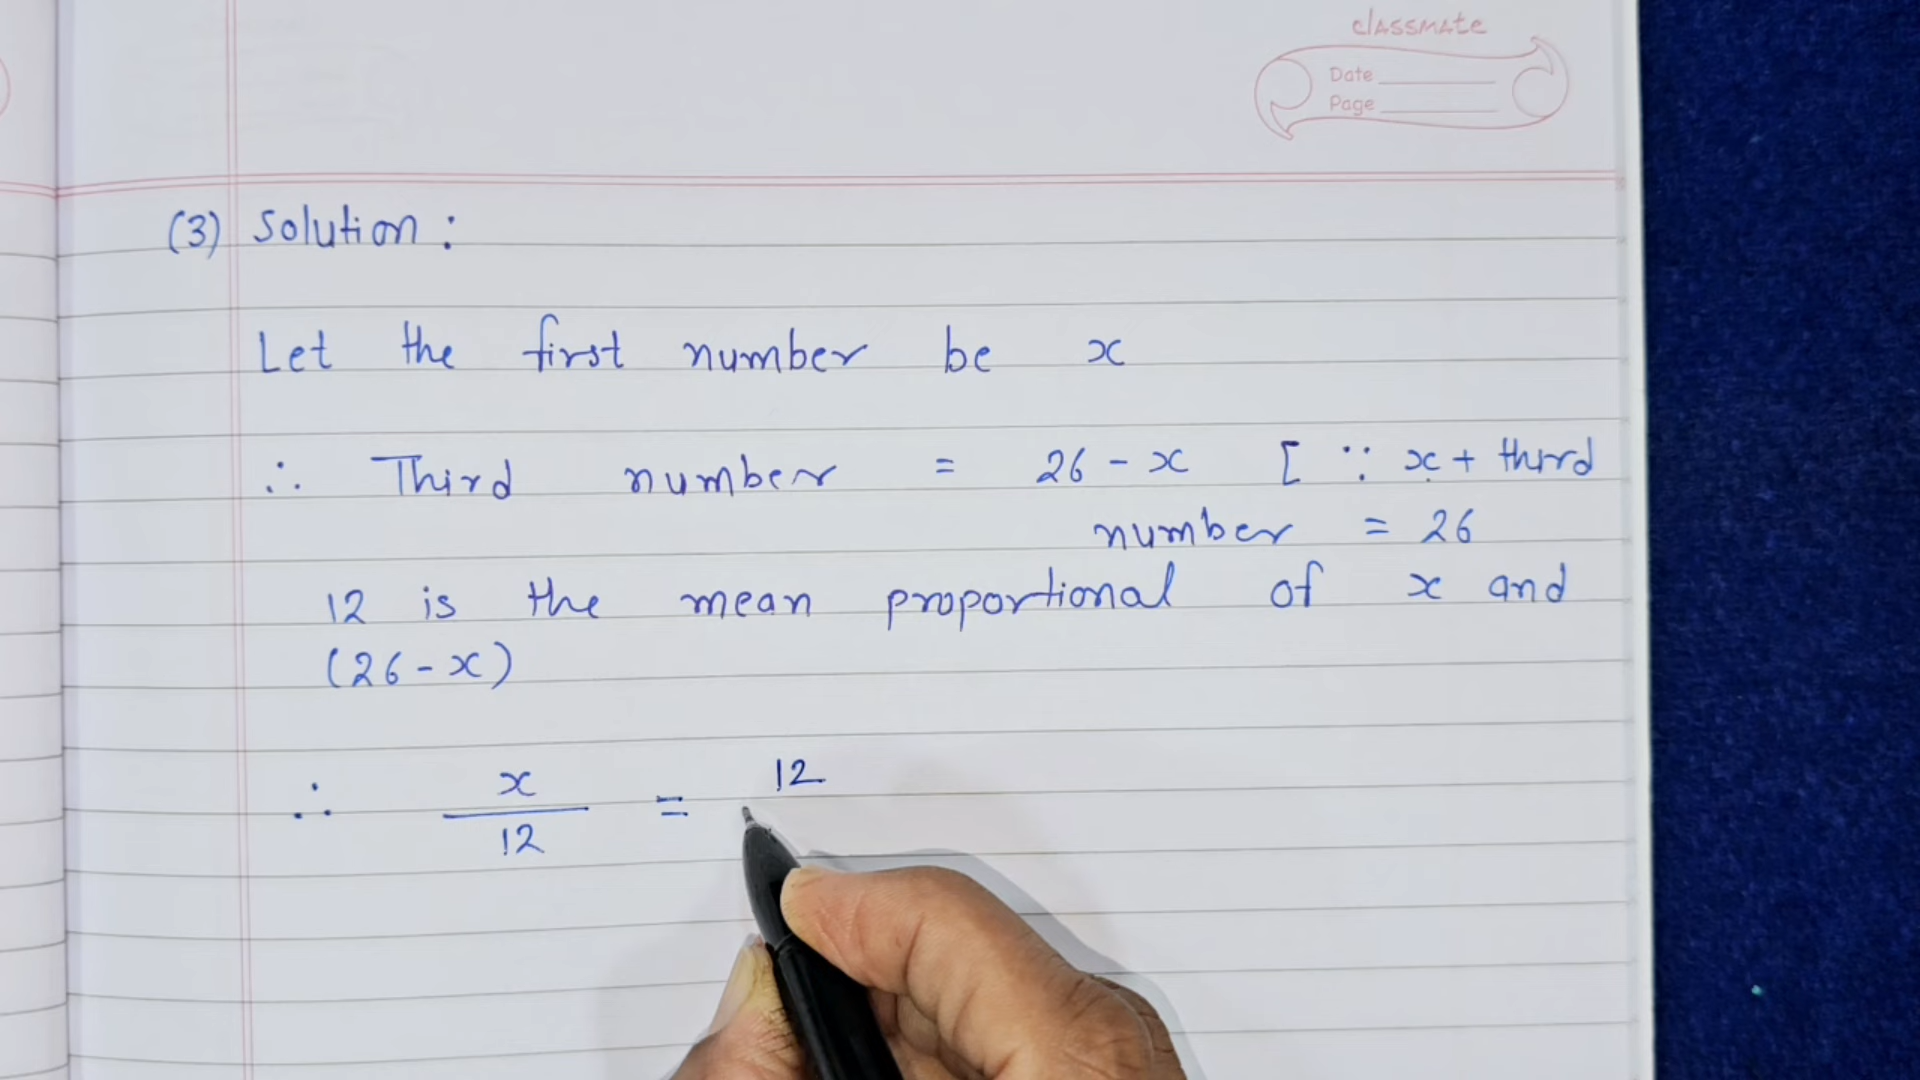 classmate
Date
Page
(3) Solution :
Let the first number be x
∴ Third number = 26 - x [ ∵ x + third
number = 26
12 is the mean proportional of x and
(26 - x)
∴ x/12 = 12